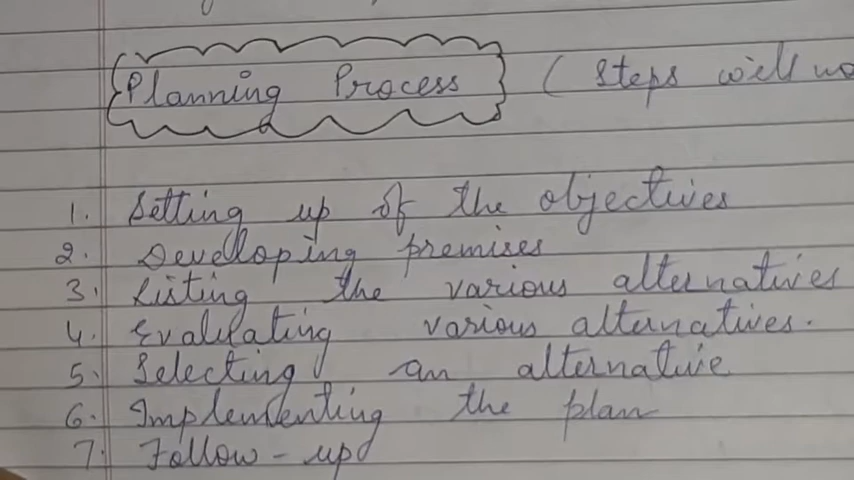 Planning Process ( Steps will
1. Setting up of the objectives
2. Developing premises
3. Listing the various alternatives
4. Evaluating various alternatives.
5. Selecting an alternative
6. Implementing the plan
7. Follow-up